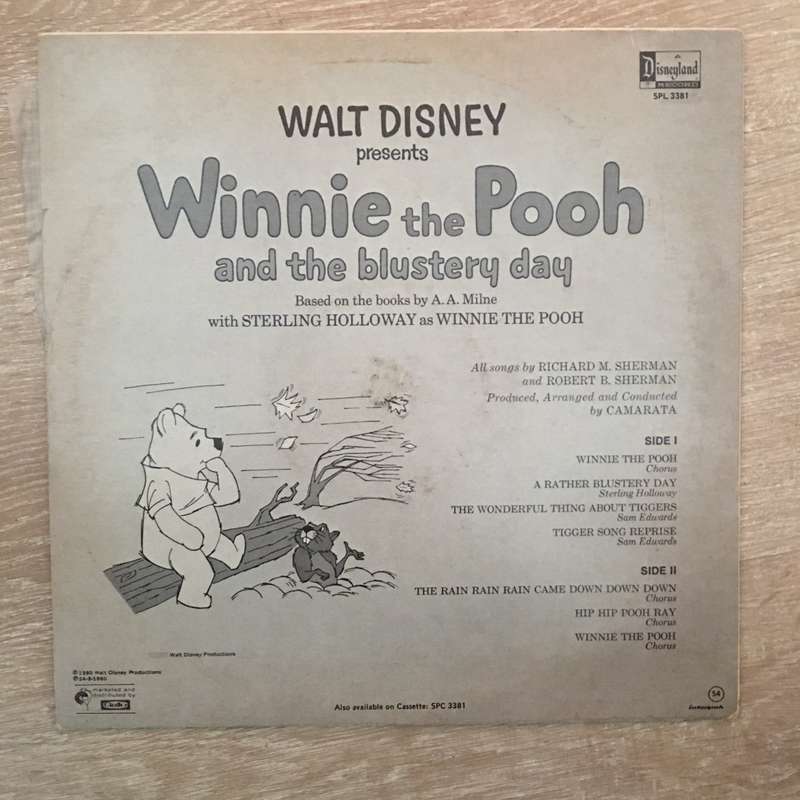 Disneyland
RECORD
SPL 3381
WALT DISNEY
presents
Winnie the Pooh
and the blustery day
Based on the books by A. A. Milne
with STERLING HOLLOWAY as WINNIE THE POOH
All songs by RICHARD M. SHERMAN
and ROBERT B. SHERMAN
Produced, Arranged and Conducted
by CAMARATA
SIDE I
WINNIE THE POOH
Chorus
A RATHER BLUSTERY DAY
Sterling Holloway
THE WONDERFUL THING ABOUT TIGGERS
Sam Edwards
TIGGER SONG REPRISE
Sam Edwards
SIDE II
THE RAIN RAIN RAIN CAME DOWN DOWN DOWN
Chorus
HIP HIP POOH RAY
Chorus
WINNIE THE POOH
Chorus
Walt Disney Productions
© 1980 Walt Disney Productions
marketed and
distributed by
Also available on Cassette: SPC 3381
54